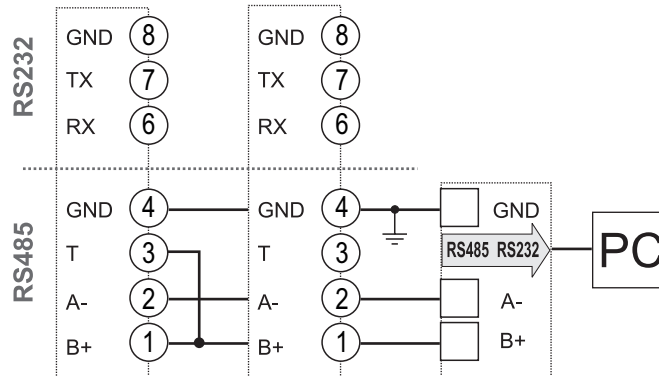 RS232
GND 8 GND 8
TX 7 TX 7
RX 6 RX 6
RS485
GND 4 GND 4 GND
T 3 T 3 RS485 RS232 PC
A- 2 A- 2 A-
B+ 1 B+ 1 B+